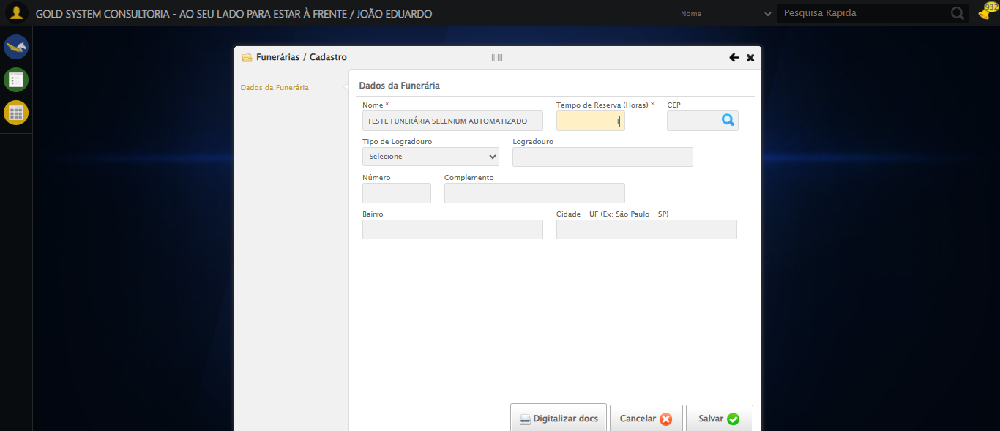 GOLD SYSTEM CONSULTORIA - AO SEU LADO PARA ESTAR À FRENTE / JOÃO EDUARDO
Nome
Pesquisa Rapida
932
Funerárias / Cadastro
Dados da Funerária
Dados da Funerária
Nome *
Tempo de Reserva (Horas) *
CEP
TESTE FUNERÁRIA SELENIUM AUTOMATIZADO
1
Tipo de Logradouro
Logradouro
Selecione
Número
Complemento
Bairro
Cidade - UF (Ex: São Paulo - SP)
Digitalizar docs
Cancelar
Salvar